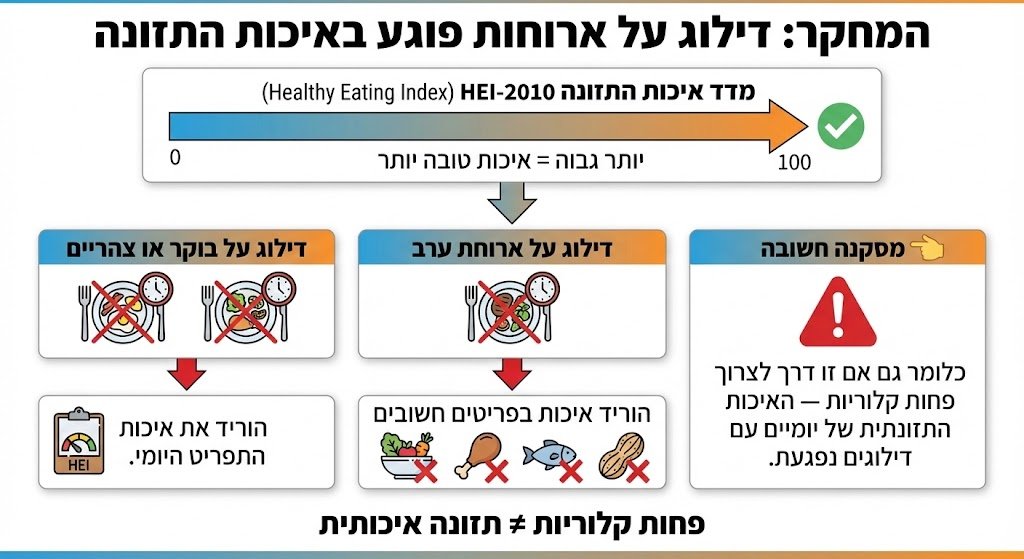 המחקר: דילוג על ארוחות פוגע באיכות התזונה
מדד איכות התזונה HEI-2010 (Healthy Eating Index)
0
100
יותר גבוה = איכות טובה יותר
דילוג על בוקר או צהריים
הוריד את איכות
התפריט היומי.
HEI
דילוג על ארוחת ערב
הוריד איכות בפריטים חשובים
מסקנה חשובה
כלומר גם אם זו דרך לצרוך
פחות קלוריות – האיכות
התזונתית של יומיים עם
דילוגים נפגעת.
פחות קלוריות ≠ תזונה איכותית